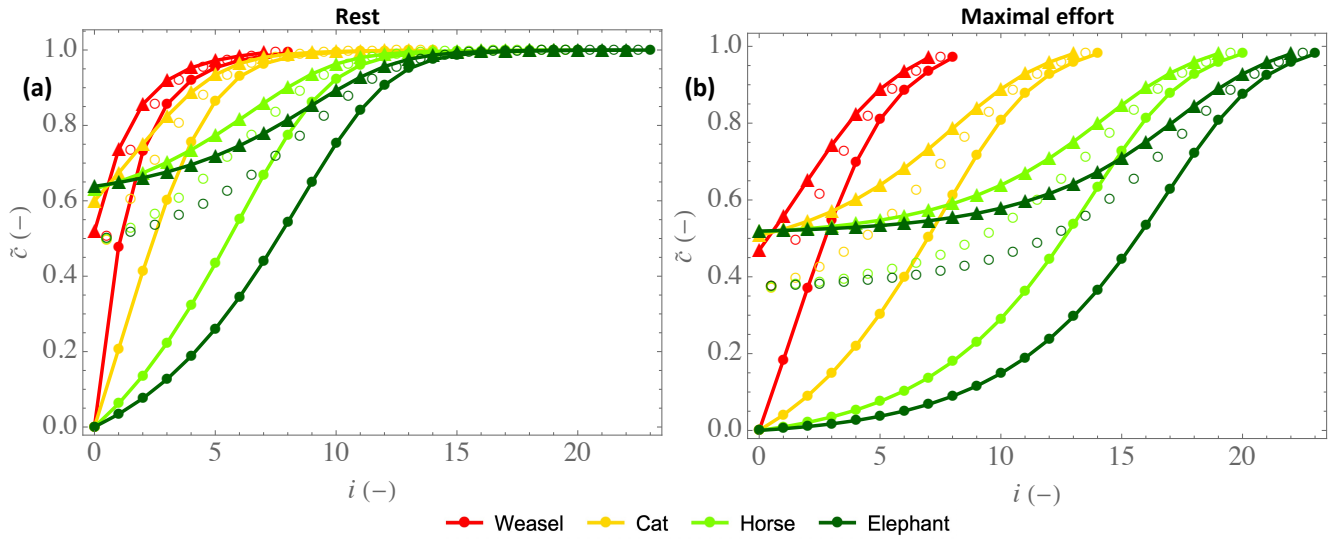 Rest
Maximal effort
(a)
(b)
1.0
0.8
0.6
0.4
0.2
0.0
c̃ (−)
0 5 10 15 20
i (−)
1.0
0.8
0.6
0.4
0.2
0.0
c̃ (−)
0 5 10 15 20
i (−)
Weasel Cat Horse Elephant